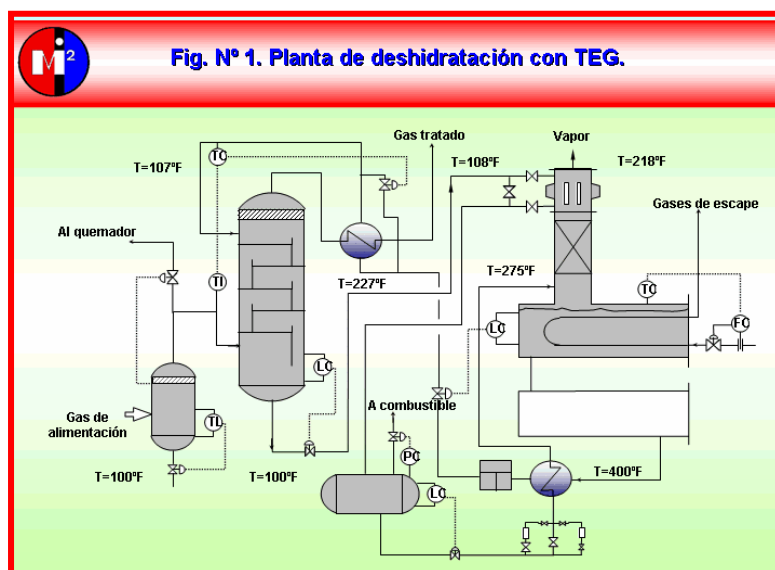 M i 2
Fig. Nº 1. Planta de deshidratación con TEG.
Gas tratado
Vapor
T=107ºF
TC
T=108ºF
T=218ºF
Gases de escape
Al quemador
TI
T=227ºF
T=275ºF
TC
LC
FC
LC
A combustible
Gas de
alimentación
TL
PC
T=100ºF
T=100ºF
LC
T=400ºF